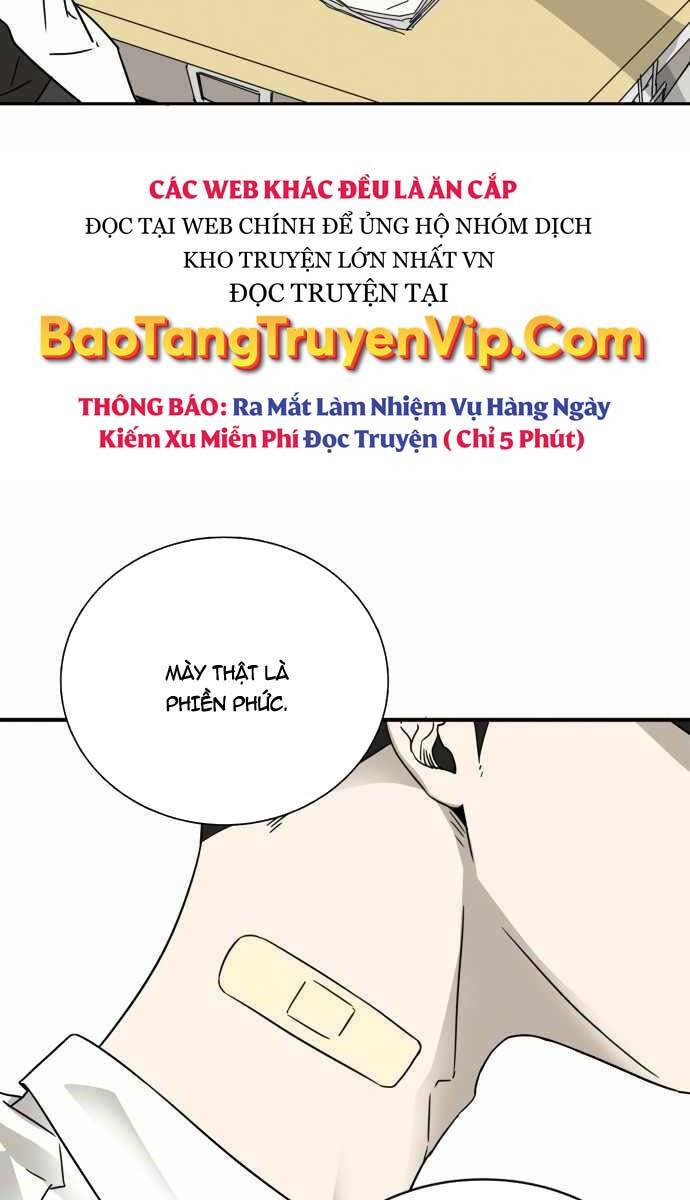 CÁC WEB KHÁC ĐỀU LÀ ĂN CẮP
ĐỌC TẠI WEB CHÍNH ĐỂ ỦNG HỘ NHÓM DỊCH
KHO TRUYỆN LỚN NHẤT VN
ĐỌC TRUYỆN TẠI
BaoTangTruyenVip.Com
THÔNG BÁO: Ra Mắt Làm Nhiệm Vụ Hàng Ngày
Kiếm Xu Miễn Phí Đọc Truyện ( Chỉ 5 Phút)
MÀY THẬT LÀ
PHIỀN PHỨC.